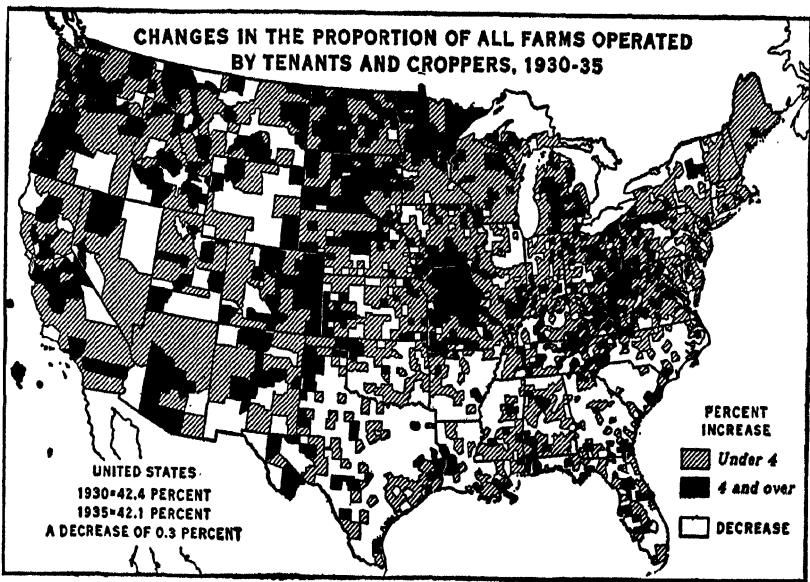 CHANGES IN THE PROPORTION OF ALL FARMS OPERATED
BY TENANTS AND CROPPERS, 1930-35
UNITED STATES
1930=42.4 PERCENT
1935=42.1 PERCENT
A DECREASE OF 0.3 PERCENT
PERCENT
INCREASE
Under 4
4 and over
DECREASE